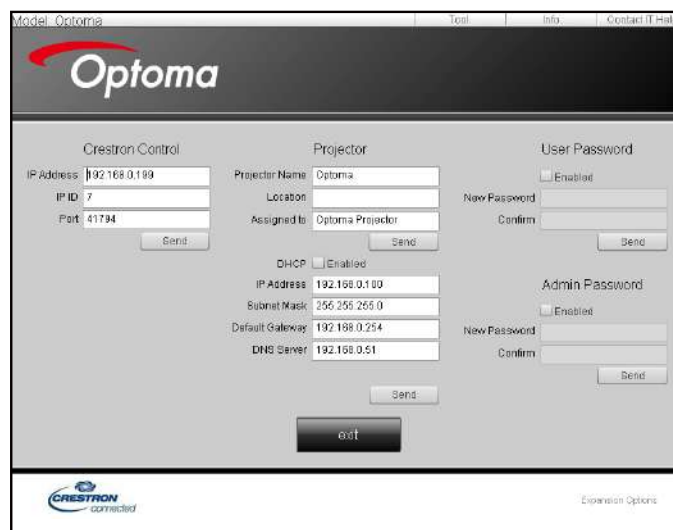 Model: Optoma
Tool
Info
Contact IT Hel
Optoma
Crestron Control
IP Address 192.168.0.199
IP ID 7
Port 41794
Send
Projector
Projector Name Optoma
Location
Assigned to Optoma Projector
Send
DHCP Enabled
IP Address 192.168.0.100
Subnet Mask 255.255.255.0
Default Gateway 192.168.0.254
DNS Server 192.168.0.51
Send
User Password
Enabled
New Password
Confirm
Send
Admin Password
Enabled
New Password
Confirm
Send
exit
CRESTRON
connected
Expansion Options